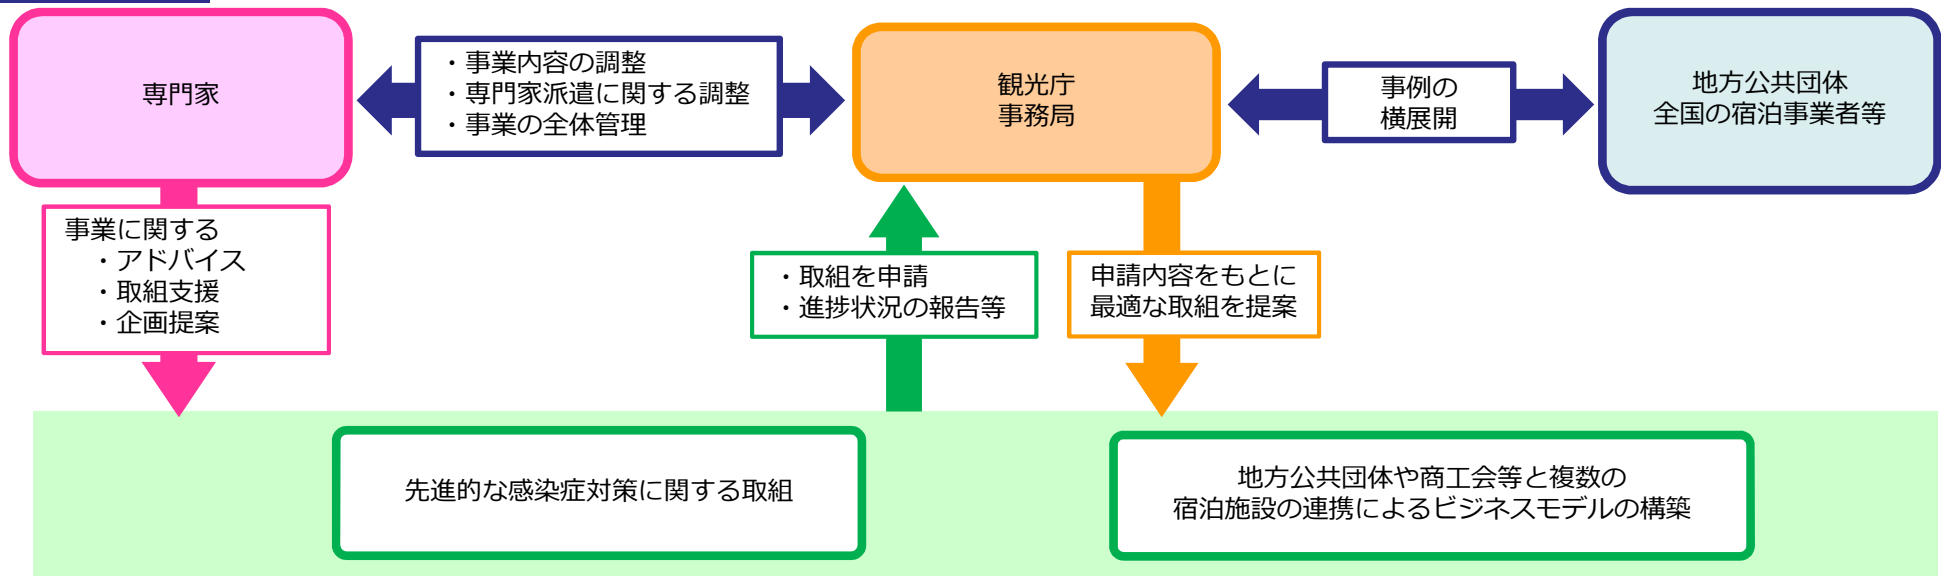 専門家
・事業内容の調整
・専門家派遣に関する調整
・事業の全体管理
観光庁
事務局
事例の
横展開
地方公共団体
全国の宿泊事業者等
事業に関する
・アドバイス
・取組支援
・企画提案
・取組を申請
・進捗状況の報告等
申請内容をもとに
最適な取組を提案
先進的な感染症対策に関する取組
地方公共団体や商工会等と複数の
宿泊施設の連携によるビジネスモデルの構築